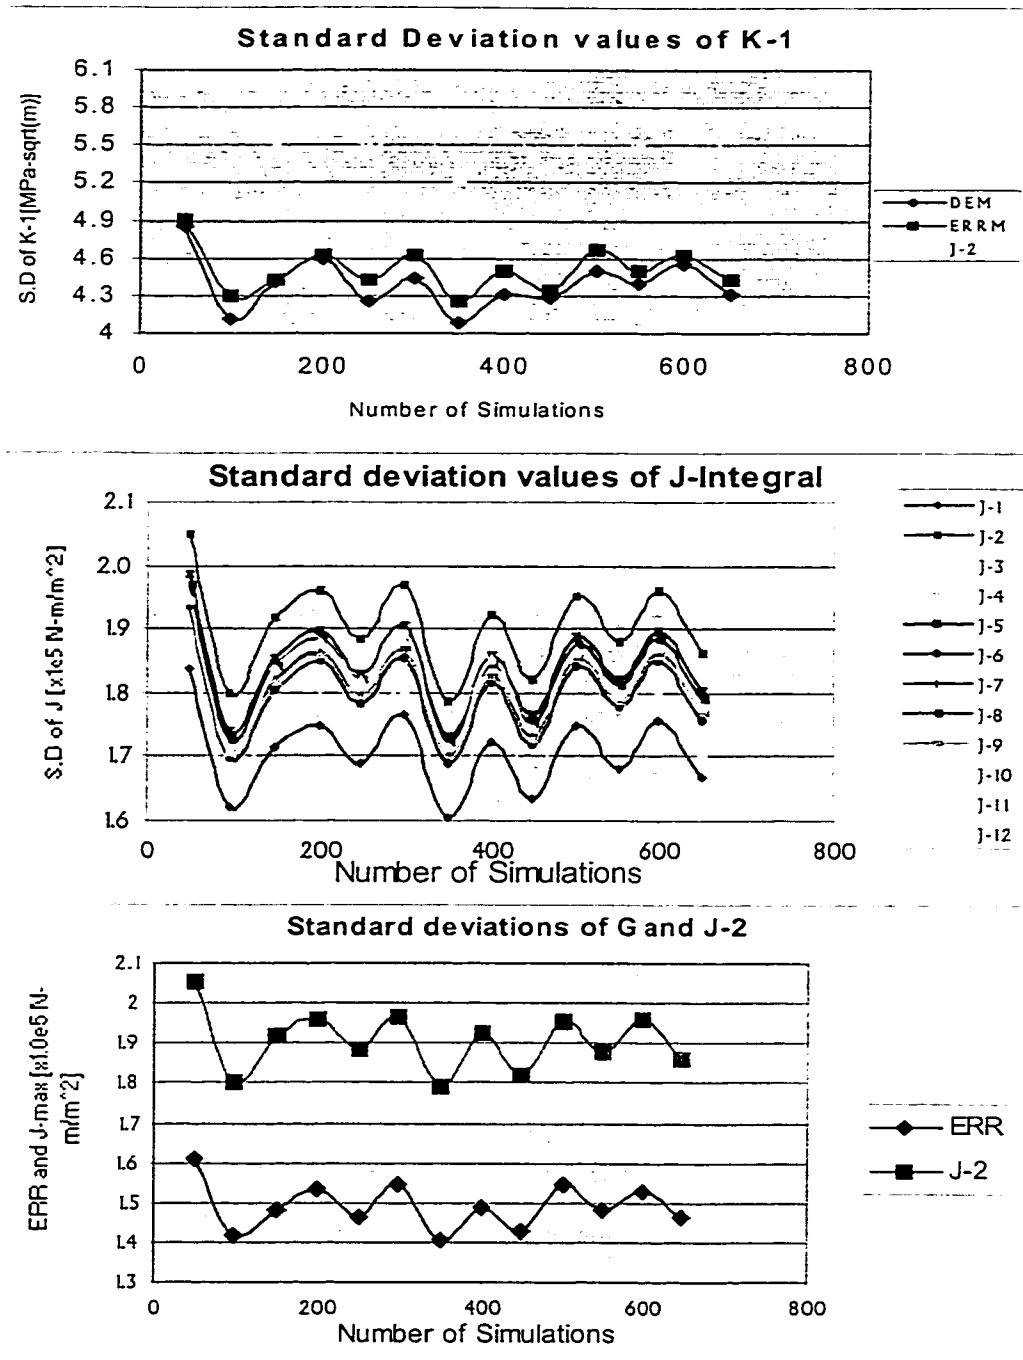 Standard Deviation values of K-1
S.D of K-1[MPa-sqrt(m)]
6.1
5.8
5.5
5.2
4.9
4.6
4.3
4
0 200 400 600 800
Number of Simulations
DEM
ERRM
J-2
Standard deviation values of J-Integral
S.D of J [x1e5 N-m/m^2]
2.1
2.0
1.9
1.8
1.7
1.6
0 200 400 600 800
Number of Simulations
J-1
J-2
J-3
J-4
J-5
J-6
J-7
J-8
J-9
J-10
J-11
J-12
Standard deviations of G and J-2
ERR and J-max [x1.0e5 N-
m/m^2]
2.1
2
1.9
1.8
1.7
1.6
1.5
1.4
1.3
0 200 400 600 800
Number of Simulations
ERR
J-2